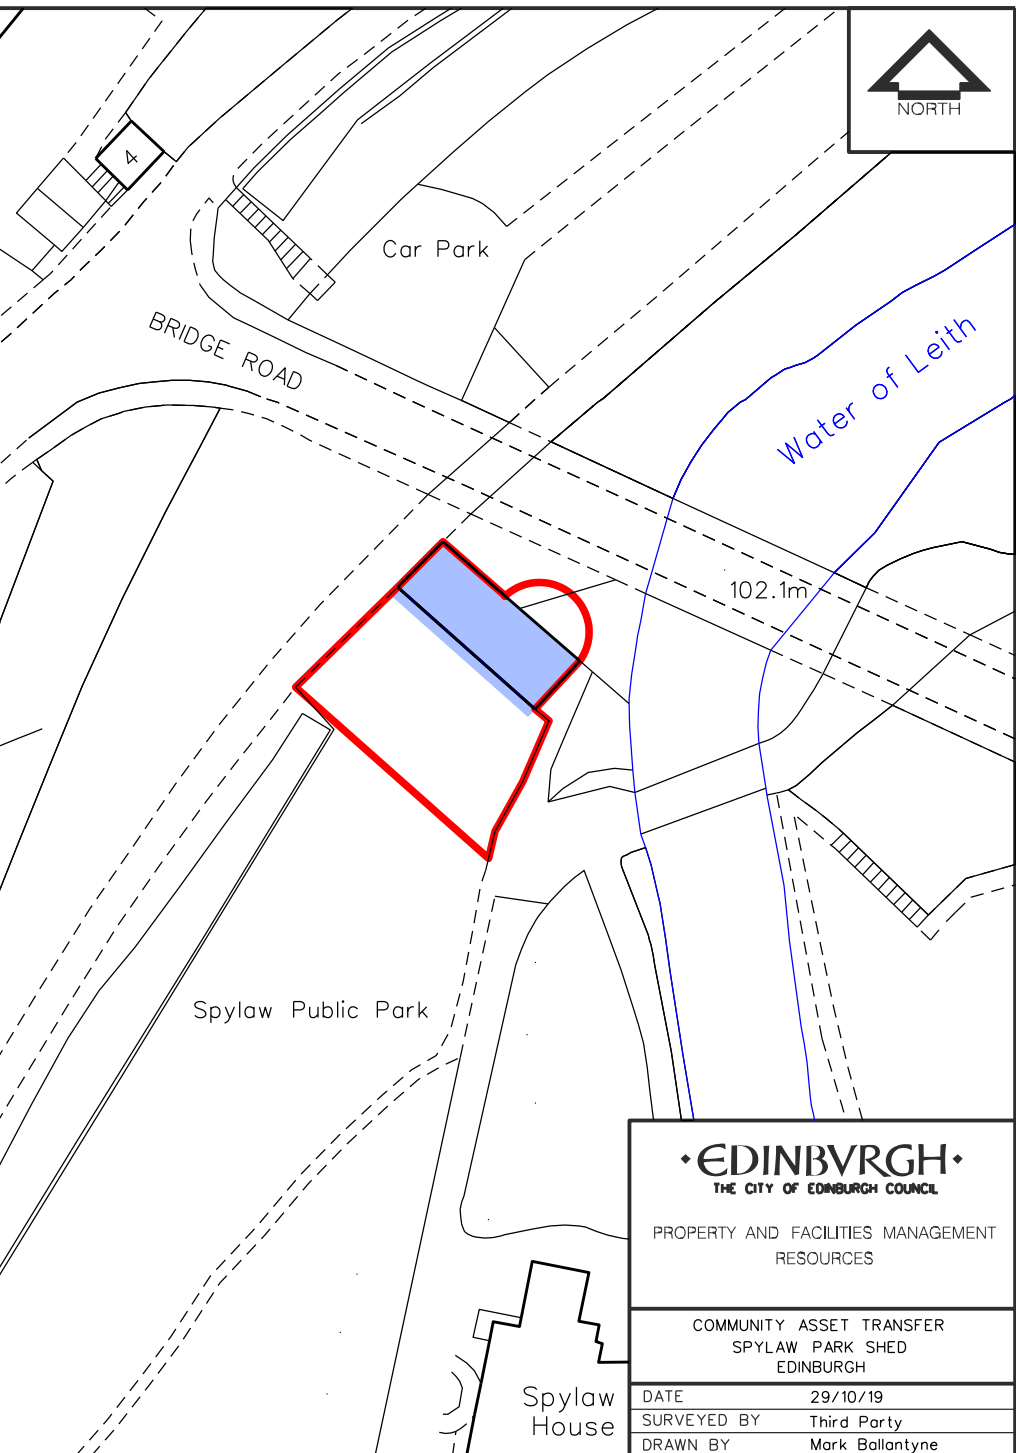 NORTH
4
Car Park
BRIDGE ROAD
Water of Leith
102.1m
Spylaw Public Park
Spylaw
House
·EDINBVRGH·
THE CITY OF EDINBURGH COUNCIL
PROPERTY AND FACILITIES MANAGEMENT
RESOURCES
COMMUNITY ASSET TRANSFER
SPYLAW PARK SHED
EDINBURGH
DATE 29/10/19
SURVEYED BY Third Party
DRAWN BY Mark Ballantyne